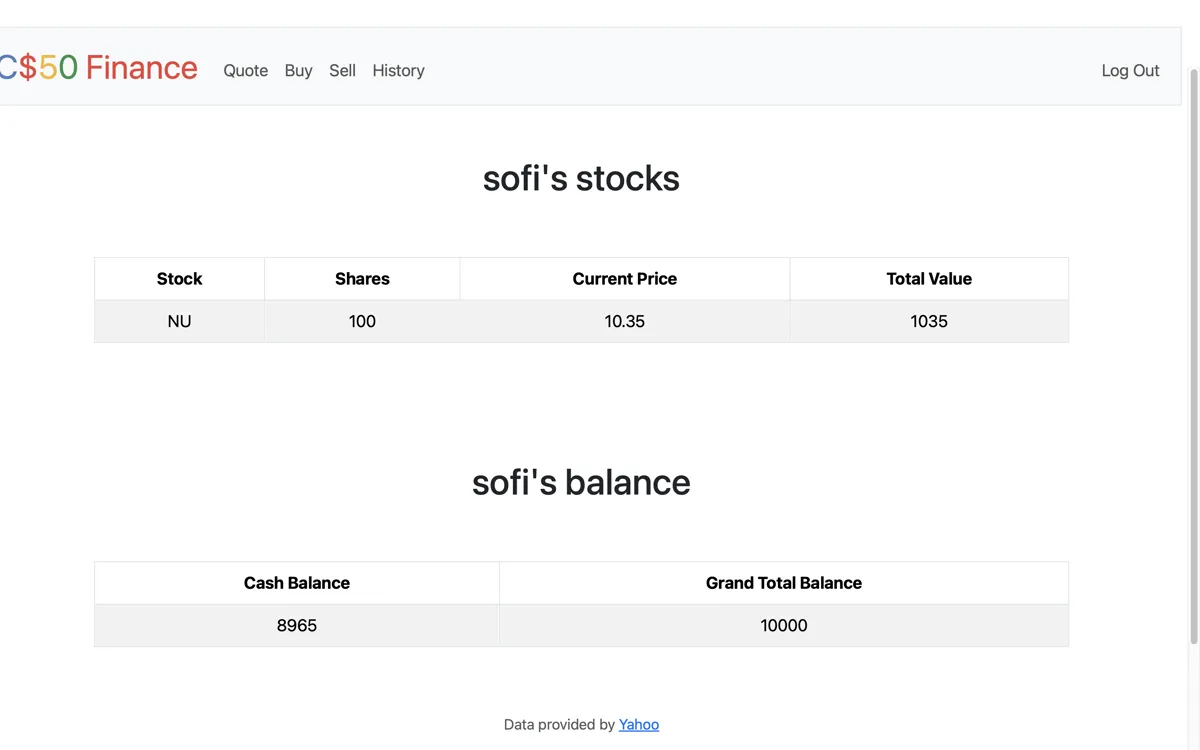 C$50 Finance Quote Buy Sell History Log Out
sofi's stocks
Stock Shares Current Price Total Value
NU 100 10.35 1035
sofi's balance
Cash Balance Grand Total Balance
8965 10000
Data provided by Yahoo